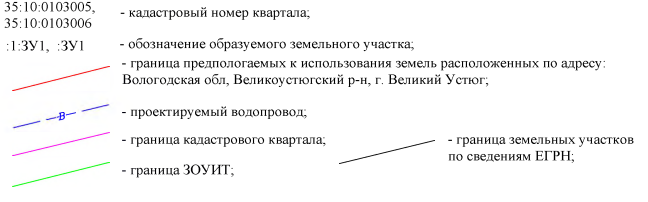 35:10:0103005,
35:10:0103006
- кадастровый номер квартала;
:1:ЗУ1, :ЗУ1
- обозначение образуемого земельного участка;
- граница предпологаемых к использования земель расположенных по адресу:
Вологодская обл, Великоустюгский р-н, г. Великий Устюг;
В
- проектируемый водопровод;
- граница кадастрового квартала;
- граница ЗОУИТ;
- граница земельных участков
по сведениям ЕГРН;